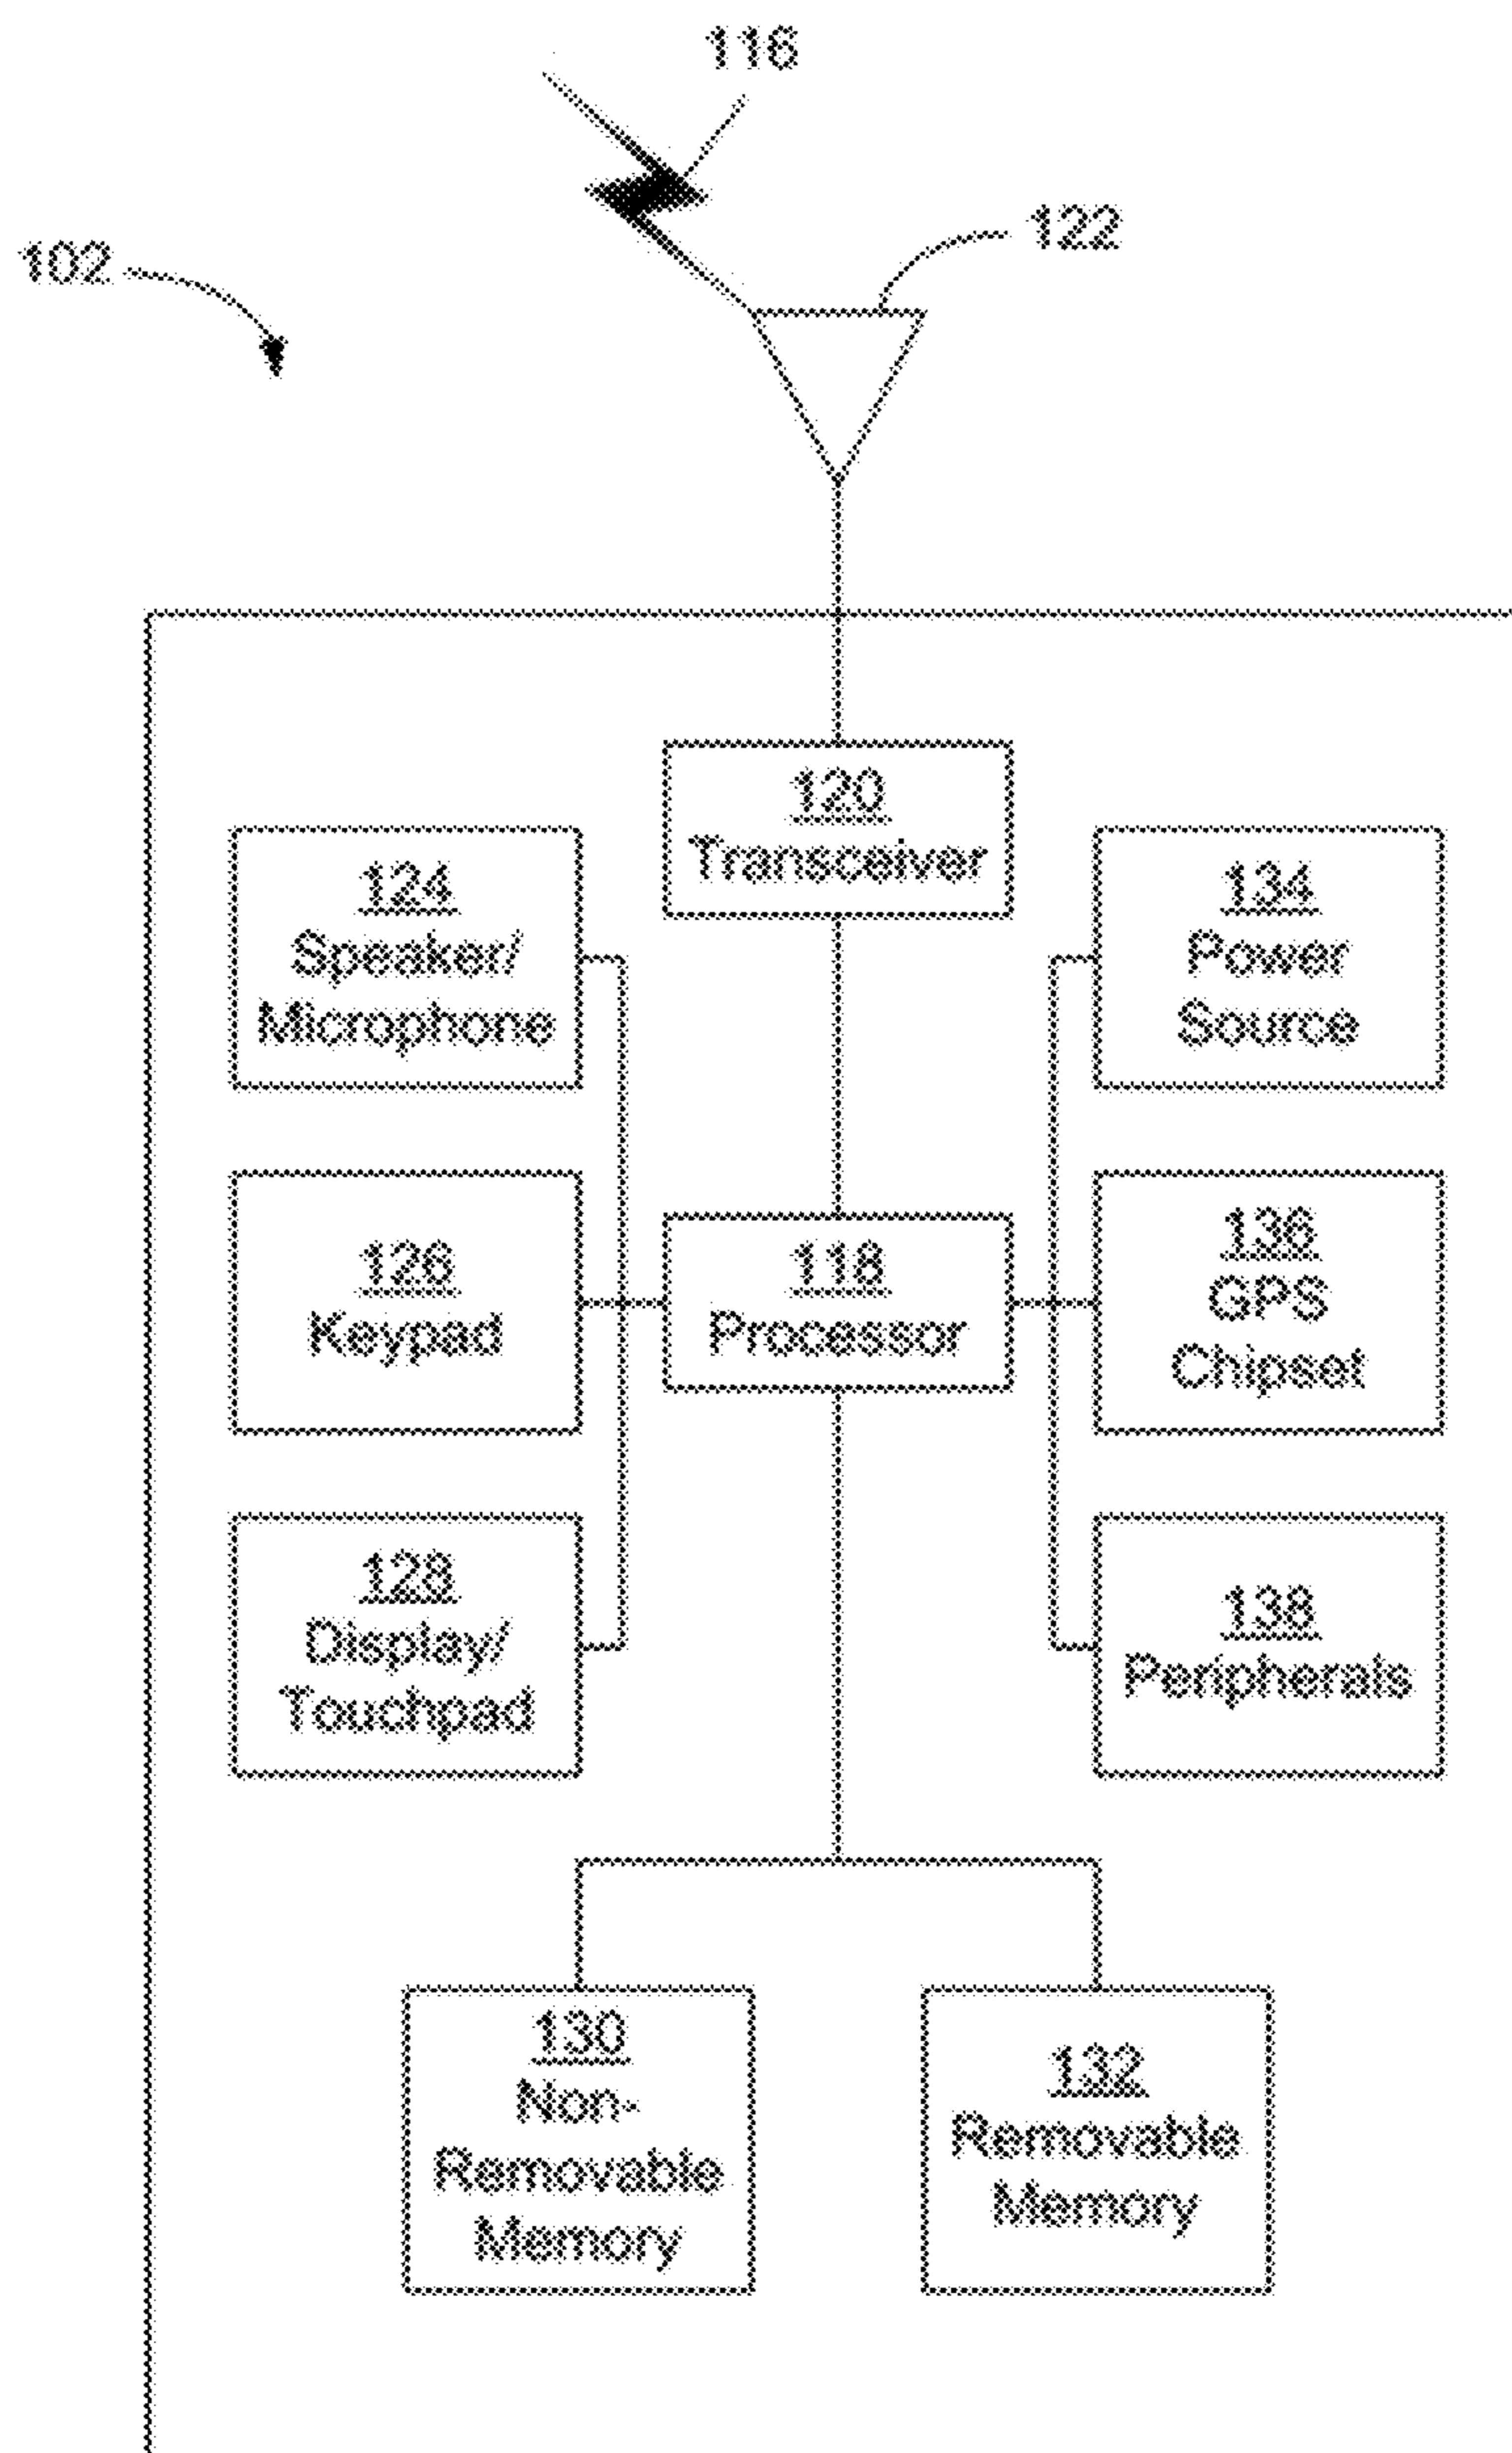 116
122
102
120
Transceiver
124
Speaker/
Microphone
134
Power
Source
126
Keypad
118
Processor
136
GPS
Chipset
128
Display/
Touchpad
138
Peripherals
130
Non-
Removable
Memory
132
Removable
Memory